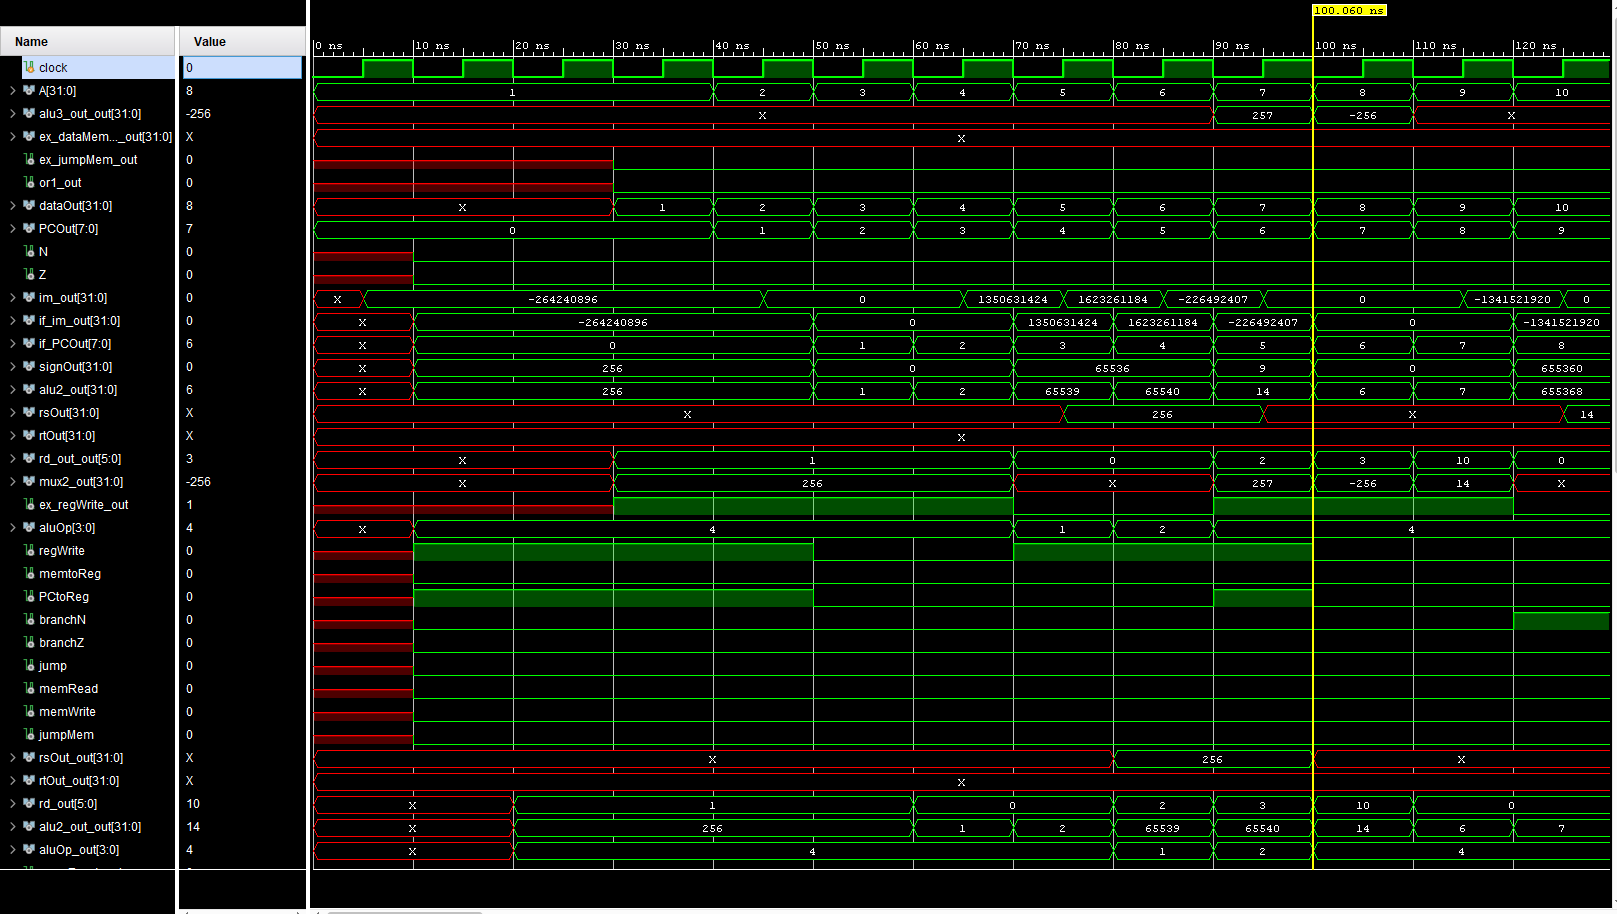 100.060 ns
Name Value
0 ns 10 ns 20 ns 30 ns 40 ns 50 ns 60 ns 70 ns 80 ns 90 ns 100 ns 110 ns 120 ns
clock 0
A[31:0] 8 1 2 3 4 5 6 7 8 9 10
alu3_out_out[31:0] -256 X 257 -256 X
ex_dataMem..._out[31:0] X X
ex_jumpMem_out 0
or1_out 0
dataOut[31:0] 8 X 1 2 3 4 5 6 7 8 9 10
PCOut[7:0] 7 0 1 2 3 4 5 6 7 8 9
N 0
Z 0
im_out[31:0] 0 X -264240896 0 1350631424 1623261184 -226492407 0 -1341521920 0
if_im_out[31:0] 0 X -264240896 0 1350631424 1623261184 -226492407 0 -1341521920
if_PCOut[7:0] 6 X 0 1 2 3 4 5 6 7 8
signOut[31:0] 0 X 256 0 65536 9 0 655360
alu2_out[31:0] 6 X 256 1 2 65539 65540 14 6 7 655368
rsOut[31:0] X X 256 X 14
rtOut[31:0] X X
rd_out_out[5:0] 3 X 1 0 2 3 10 0
mux2_out[31:0] -256 X 256 X 257 -256 14 X
ex_regWrite_out 1
aluOp[3:0] 4 X 4 1 2 4
regWrite 0
memtoReg 0
PCtoReg 0
branchN 0
branchZ 0
jump 0
memRead 0
memWrite 0
jumpMem 0
rsOut_out[31:0] X X 256 X
rtOut_out[31:0] X X
rd_out[5:0] 10 X 1 0 2 3 10 0
alu2_out_out[31:0] 14 X 256 1 2 65539 65540 14 6 7
aluOp_out[3:0] 4 X 4 1 2 4